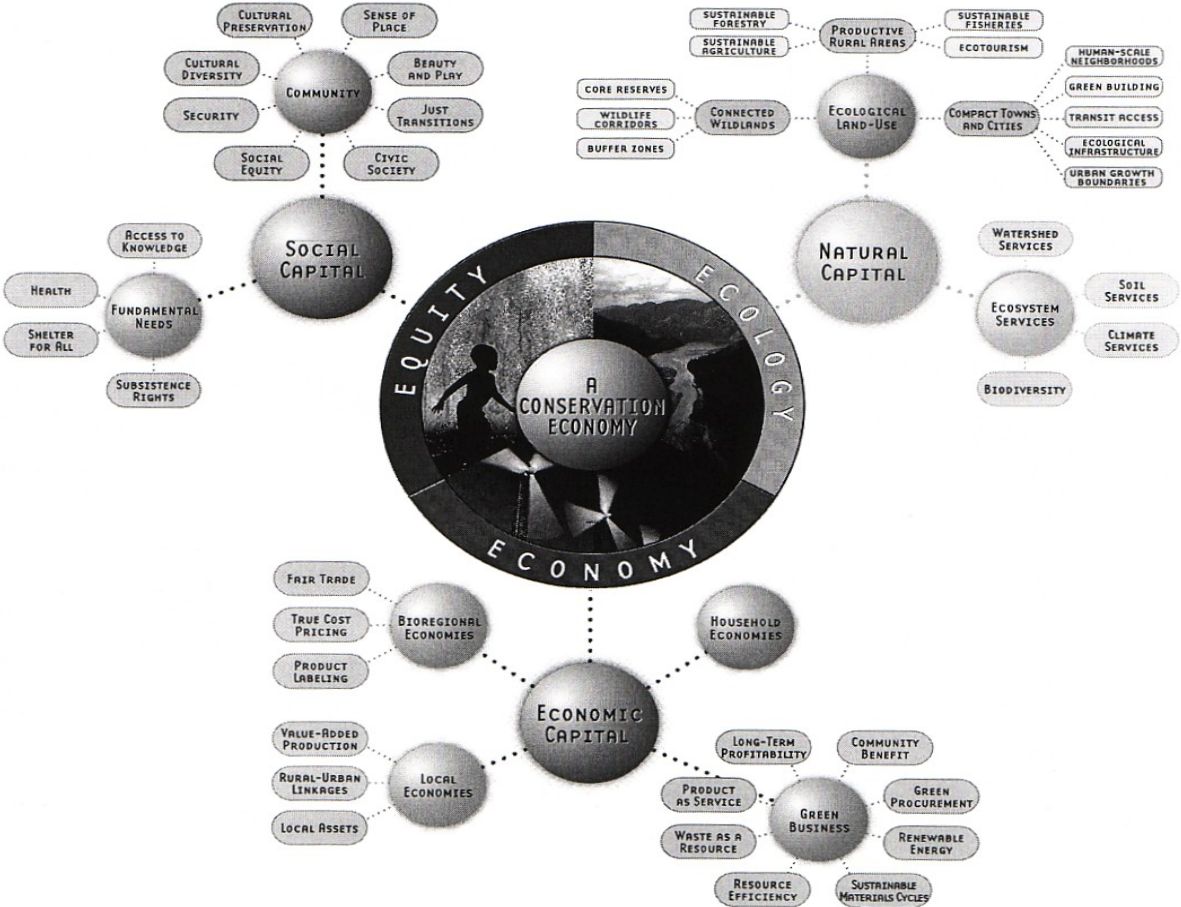 CULTURAL
PRESERVATION
SENSE OF
PLACE
CULTURAL
DIVERSITY
BEAUTY
AND PLAY
COMMUNITY
SECURITY
JUST
TRANSITIONS
SOCIAL
EQUITY
CIVIC
SOCIETY
SOCIAL
CAPITAL
ACCESS TO
KNOWLEDGE
HEALTH
FUNDAMENTAL
NEEDS
SHELTER
FOR ALL
SUBSISTENCE
RIGHTS
SUSTAINABLE
FORESTRY
SUSTAINABLE
AGRICULTURE
PRODUCTIVE
RURAL AREAS
SUSTAINABLE
FISHERIES
ECOTOURISM
CORE RESERVES
WILDLIFE
CORRIDORS
BUFFER ZONES
CONNECTED
WILDLANDS
ECOLOGICAL
LAND-USE
COMPACT TOWNS
AND CITIES
HUMAN-SCALE
NEIGHBORHOODS
GREEN BUILDING
TRANSIT ACCESS
ECOLOGICAL
INFRASTRUCTURE
URBAN GROWTH
BOUNDARIES
NATURAL
CAPITAL
WATERSHED
SERVICES
ECOSYSTEM
SERVICES
SOIL
SERVICES
CLIMATE
SERVICES
BIODIVERSITY
EQUITY
ECOLOGY
A
CONSERVATION
ECONOMY
ECONOMY
FAIR TRADE
TRUE COST
PRICING
PRODUCT
LABELING
BIOREGIONAL
ECONOMIES
HOUSEHOLD
ECONOMIES
ECONOMIC
CAPITAL
VALUE-ADDED
PRODUCTION
RURAL-URBAN
LINKAGES
LOCAL ASSETS
LOCAL
ECONOMIES
LONG-TERM
PROFITABILITY
COMMUNITY
BENEFIT
PRODUCT
AS SERVICE
GREEN
PROCUREMENT
GREEN
BUSINESS
WASTE AS A
RESOURCE
RENEWABLE
ENERGY
RESOURCE
EFFICIENCY
SUSTAINABLE
MATERIALS CYCLES